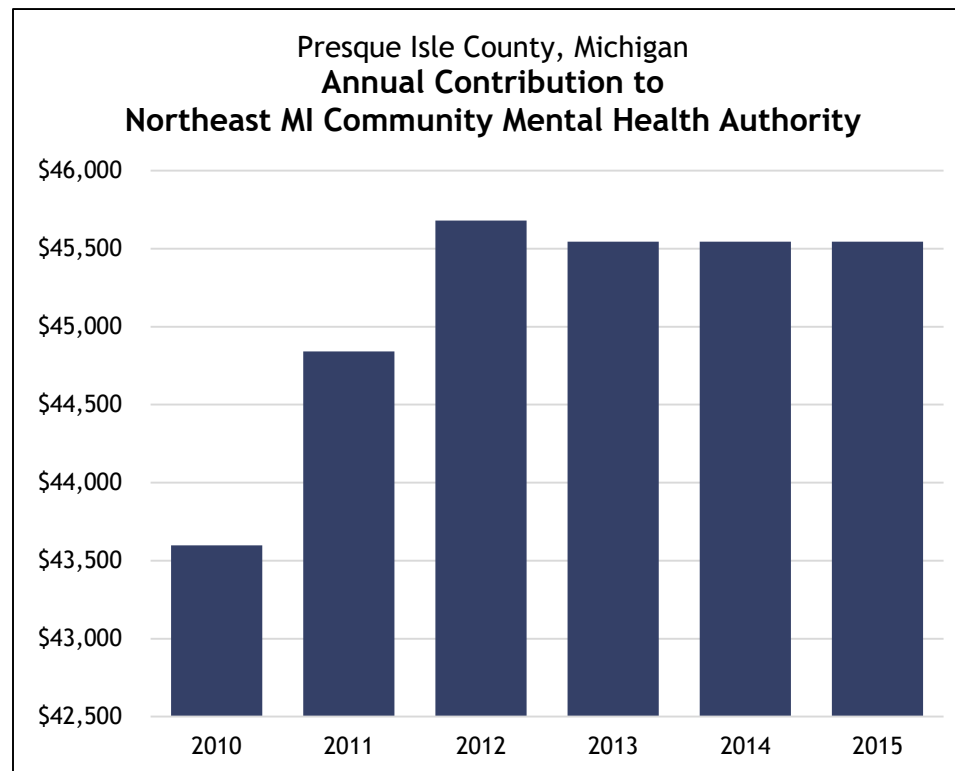 Presque Isle County, Michigan
Annual Contribution to
Northeast MI Community Mental Health Authority
$46,000
$45,500
$45,000
$44,500
$44,000
$43,500
$43,000
$42,500
2010 2011 2012 2013 2014 2015